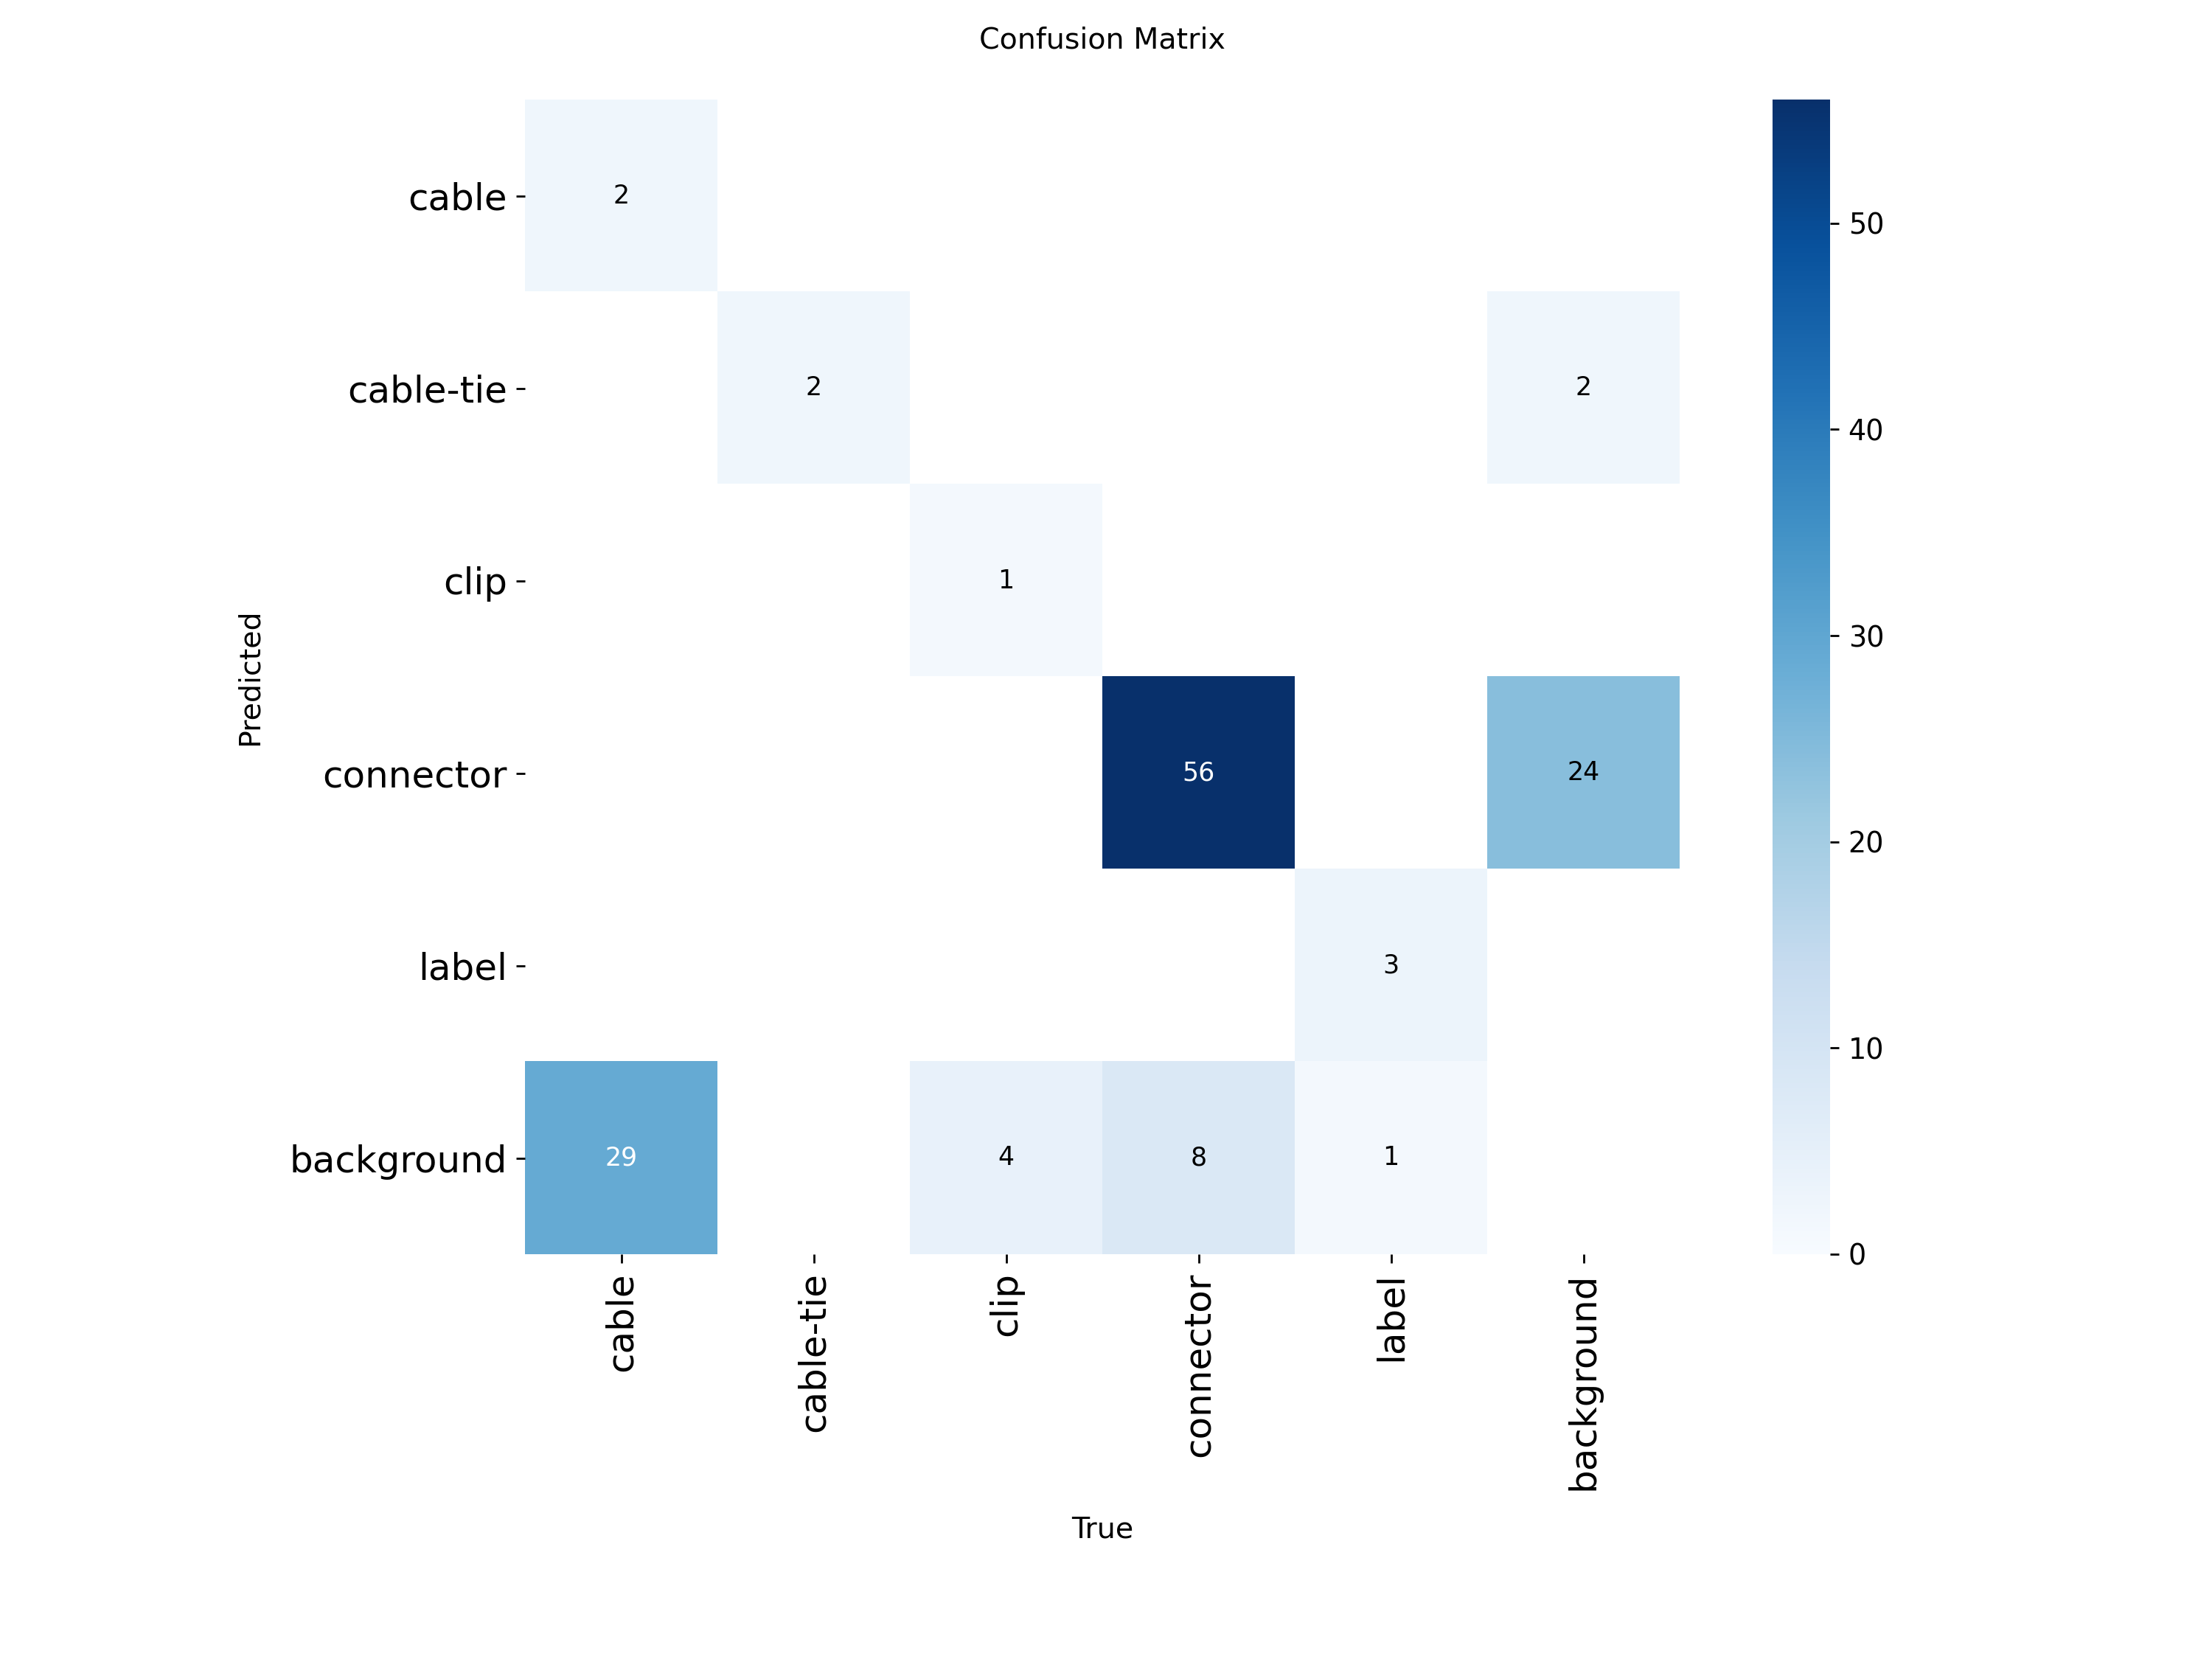 Confusion Matrix
Predicted
cable
cable-tie
clip
connector
label
background
2
2 2
1
56 24
3
29 4 8 1
cable
cable-tie
clip
connector
label
background
True
50
40
30
20
10
0